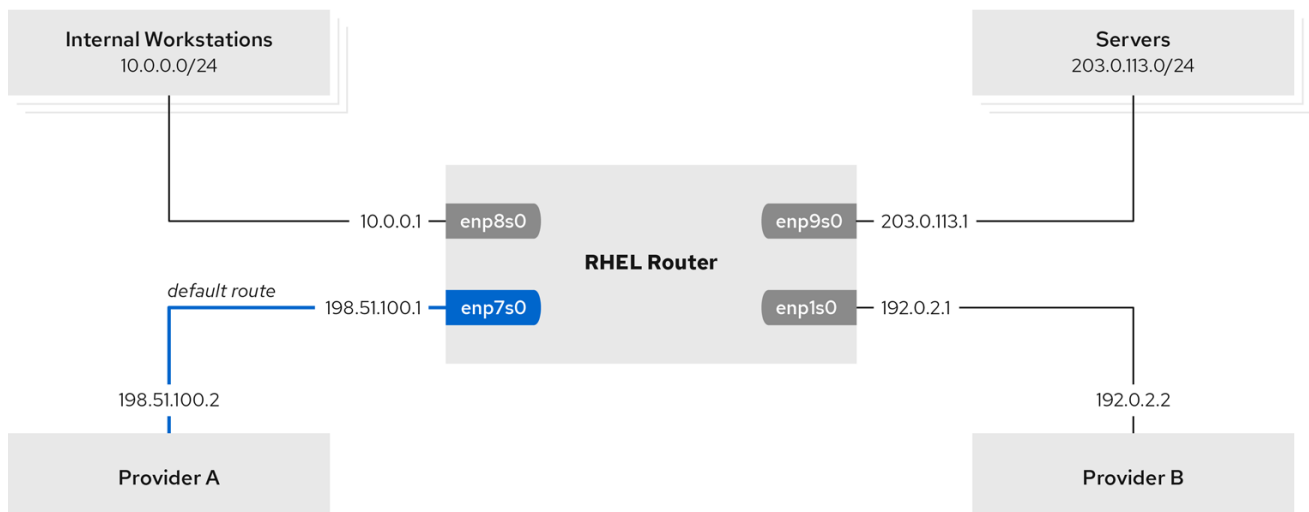 Internal Workstations
10.0.0.0/24
Servers
203.0.113.0/24
10.0.0.1
enp8s0
enp9s0
203.0.113.1
RHEL Router
default route
198.51.100.1
enp7s0
enp1s0
192.0.2.1
198.51.100.2
192.0.2.2
Provider A
Provider B